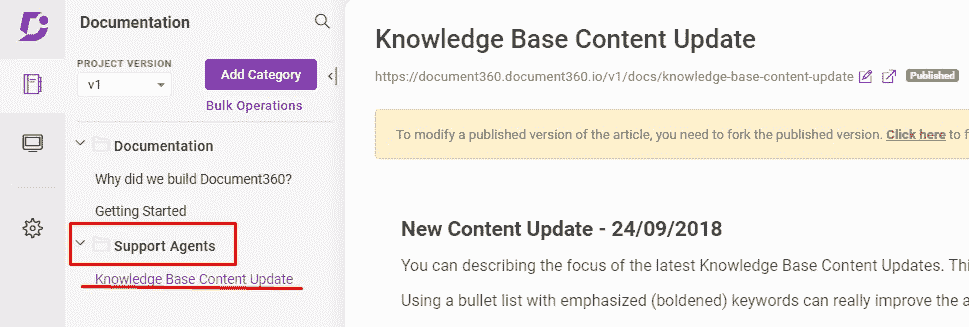 Documentation
PROJECT VERSION
v1
Add Category
Bulk Operations
Documentation
Why did we build Document360?
Getting Started
Support Agents
Knowledge Base Content Update
Knowledge Base Content Update
https://document360.document360.io/v1/docs/knowledge-base-content-update Published
To modify a published version of the article, you need to fork the published version. Click here to f
New Content Update - 24/09/2018
You can describing the focus of the latest Knowledge Base Content Updates. Thi
Using a bullet list with emphasized (boldened) keywords can really improve the a